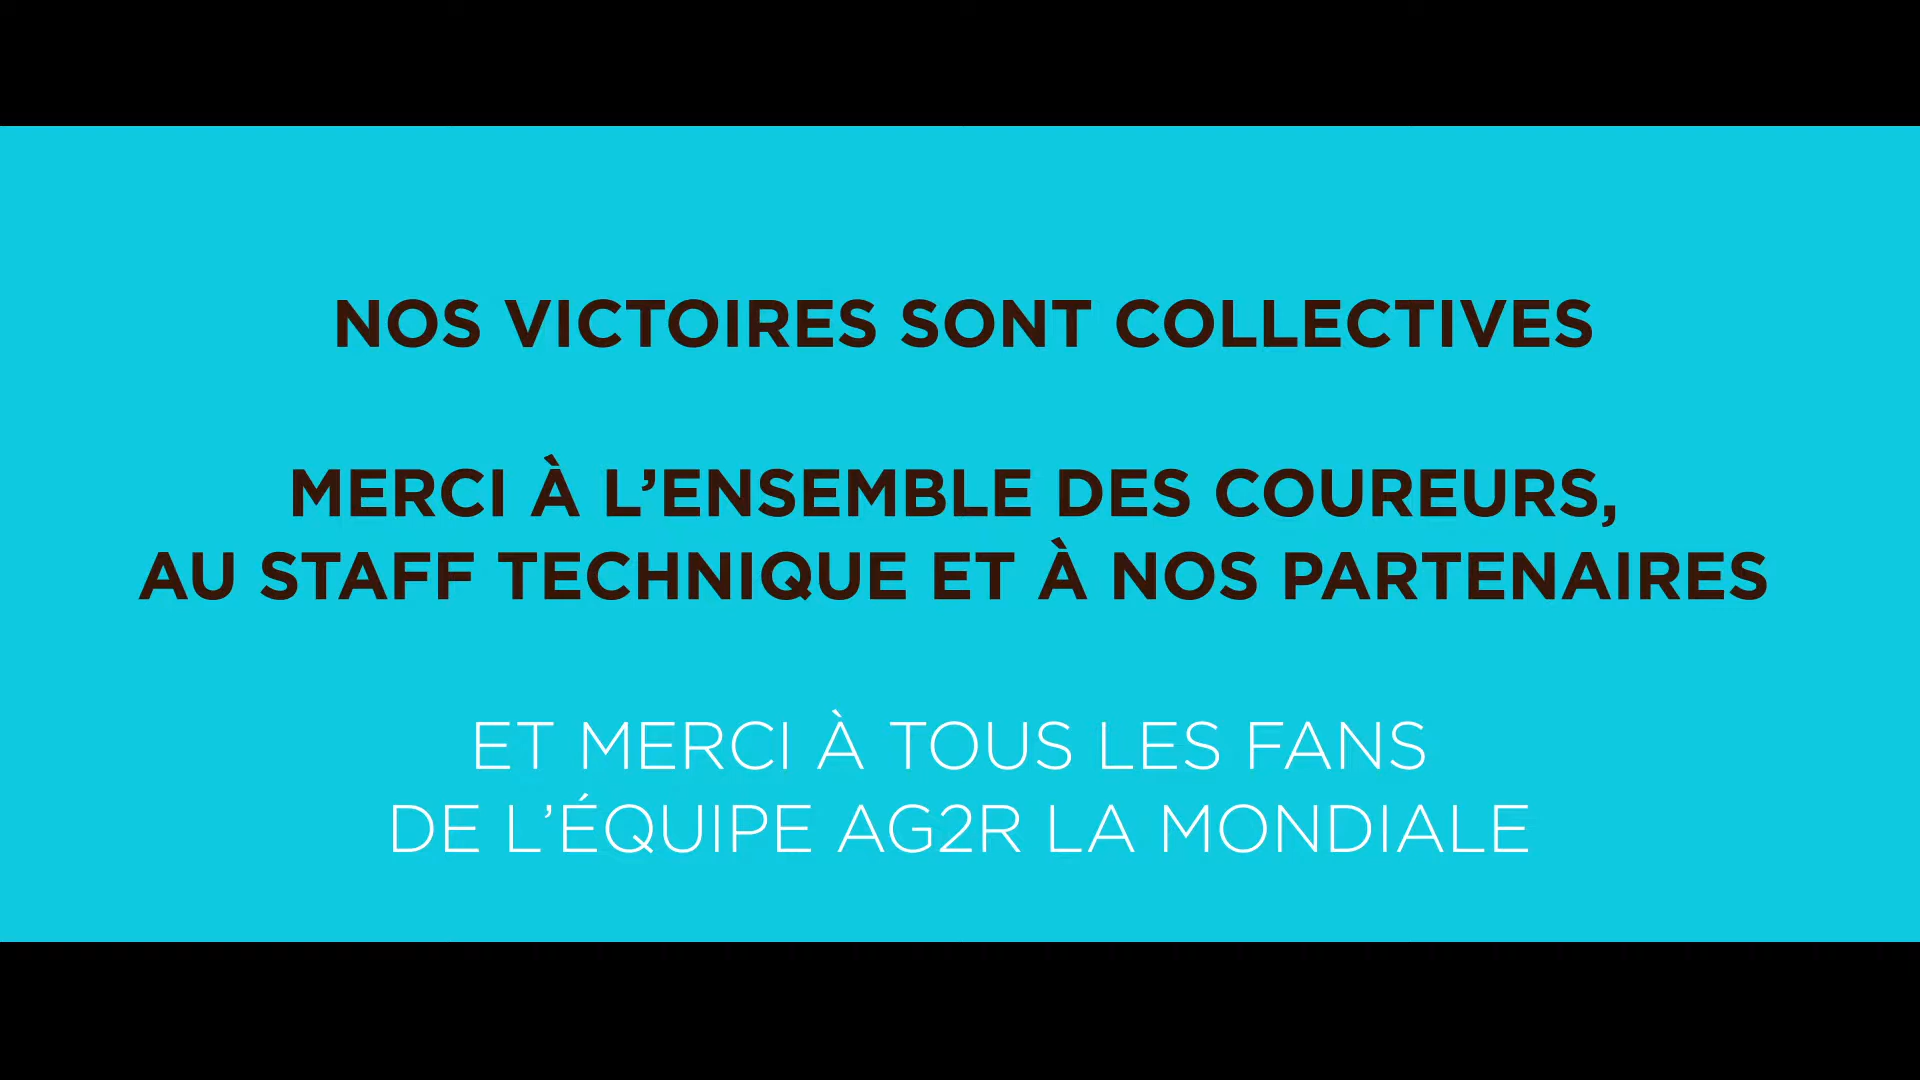 NOS VICTOIRES SONT COLLECTIVES
MERCI À L’ENSEMBLE DES COUREURS,
AU STAFF TECHNIQUE ET À NOS PARTENAIRES
ET MERCI À TOUS LES FANS
DE L’ÉQUIPE AG2R LA MONDIALE